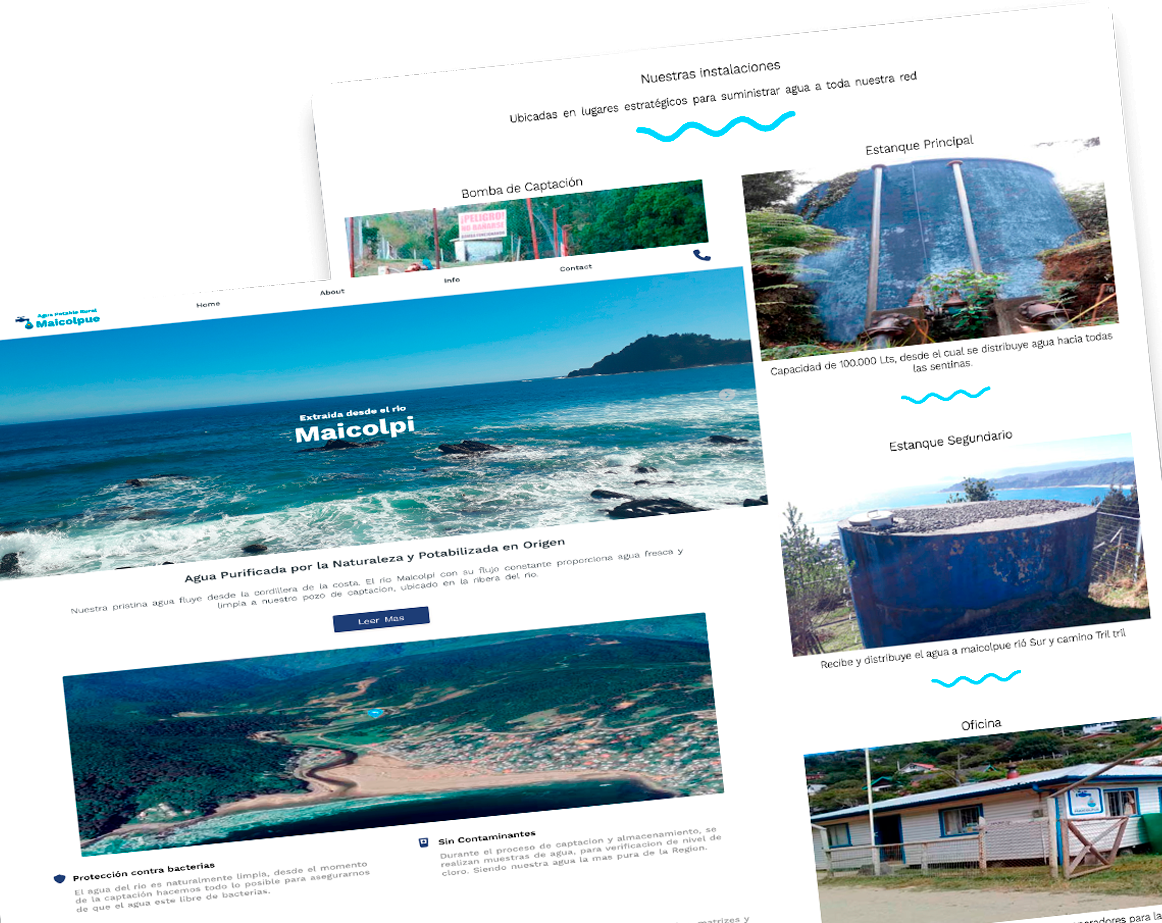 Nuestras instalaciones
Ubicadas en lugares estratégicos para suministrar agua a toda nuestra red
Bomba de Captación
¡PELIGRO!
NO BAÑARSE
Estanque Principal
Capacidad de 100.000 Lts, desde el cual se distribuye agua hacia todas
las sentinas.
Estanque Segundario
Recibe y distribuye el agua a maicolpue rió Sur y camino Tril tril
Oficina
para la
Agua Potable Rural
Maicolpue
Home
About
Info
Contact
Extraida desde el rio
Maicolpi
Agua Purificada por la Naturaleza y Potabilizada en Origen
Nuestra pristina agua fluye desde la cordillera de la costa. El rio Maicolpi con su flujo constante proporciona agua fresca y
limpia a nuestro pozo de captación, ubicado en la ribera del rio.
Leer Mas
Protección contra bacterias
El agua del rio es naturalmente limpia, desde el momento
de la captación hacemos todo lo posible para asegurarnos
de que el agua este libre de bacterias.
Sin Contaminantes
Durante el proceso de captacion y almacenamiento, se
realizan muestras de agua, para verificacion de nivel de
cloro. Siendo nuestra agua la mas pura de la Region.
matrizes y